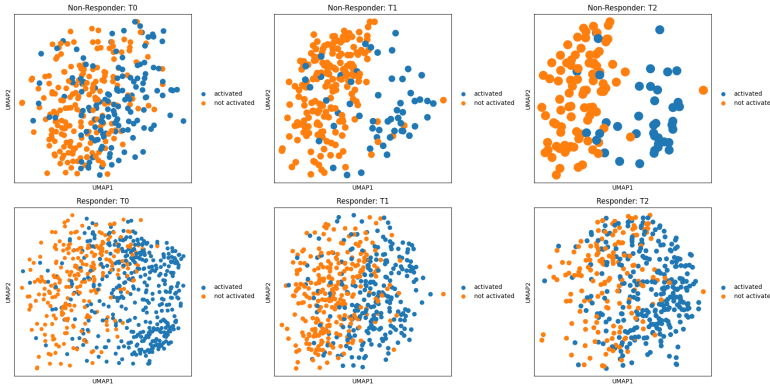 Non-Responder: T0
UMAP2
UMAP1
activated
not activated
Non-Responder: T1
UMAP2
UMAP1
activated
not activated
Non-Responder: T2
UMAP2
UMAP1
activated
not activated
Responder: T0
UMAP2
UMAP1
activated
not activated
Responder: T1
UMAP2
UMAP1
activated
not activated
Responder: T2
UMAP2
UMAP1
activated
not activated